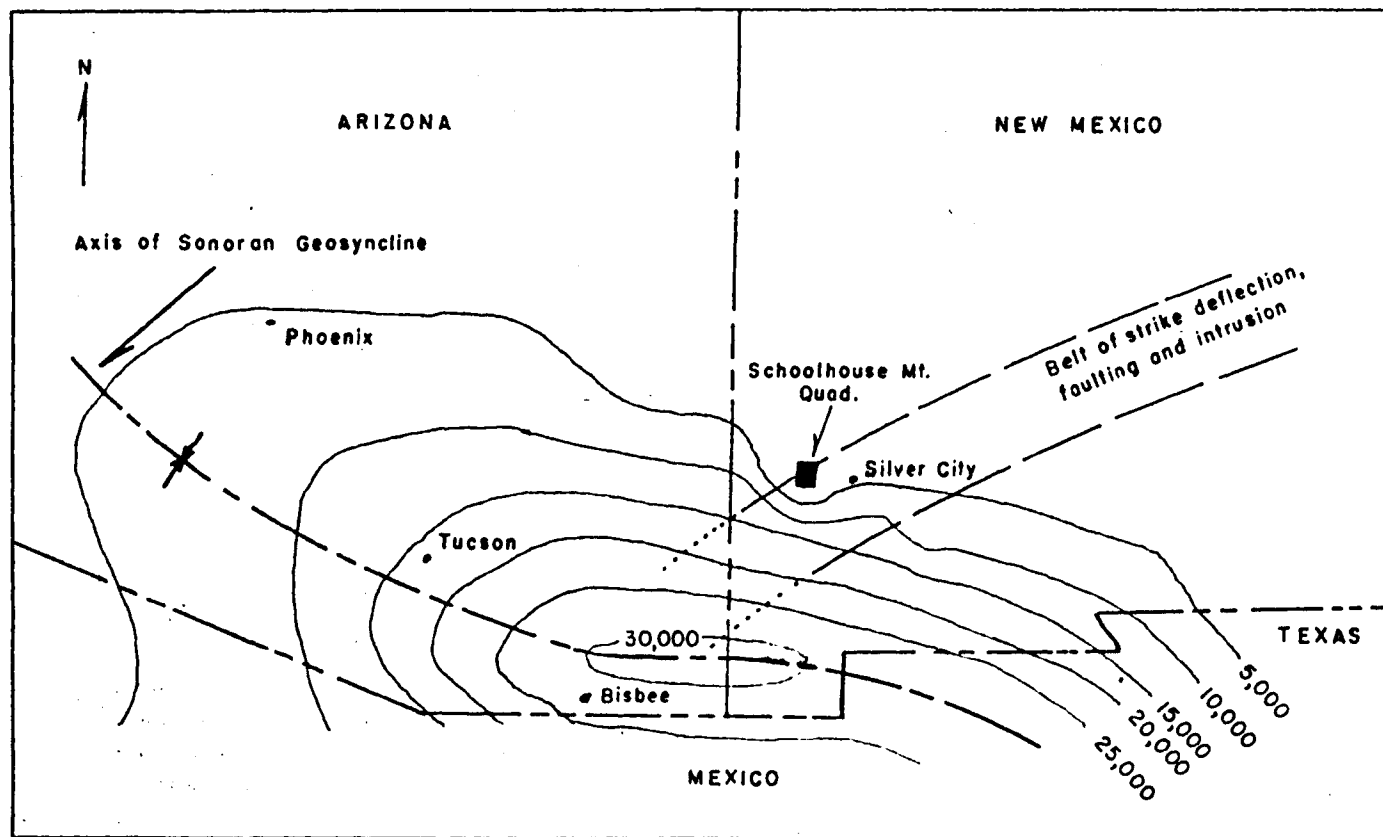 N
ARIZONA
NEW MEXICO
Axis of Sonoran Geosyncline
Phoenix
Belt of strike deflection,
faulting and intrusion
Schoolhouse Mt.
Quad.
Silver City
Tucson
30,000
Bisbee
TEXAS
MEXICO
5,000
10,000
15,000
20,000
25,000